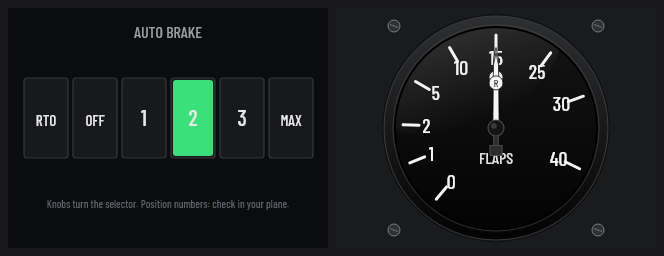 AUTO BRAKE
RTO
OFF
1
2
3
MAX
Knobs turn the selector. Position numbers: check in your plane.
0
1
2
5
10
15
25
30
40
R
FLAPS